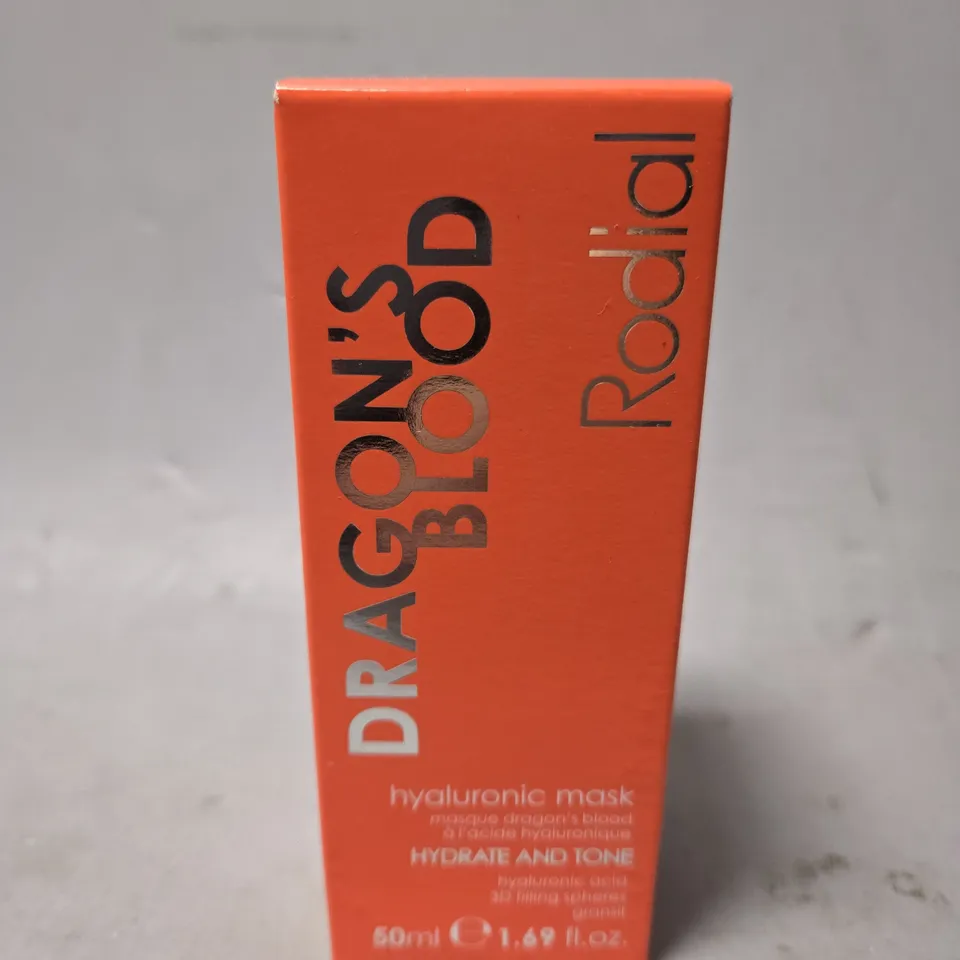 DRAGON'S
BLOOD
Rodial
hyaluronic mask
masque dragon's blood
à l'acide hyaluronique
HYDRATE AND TONE
hyaluronic acid
3D filling spheres
gransil
50ml e 1.69 fl.oz.